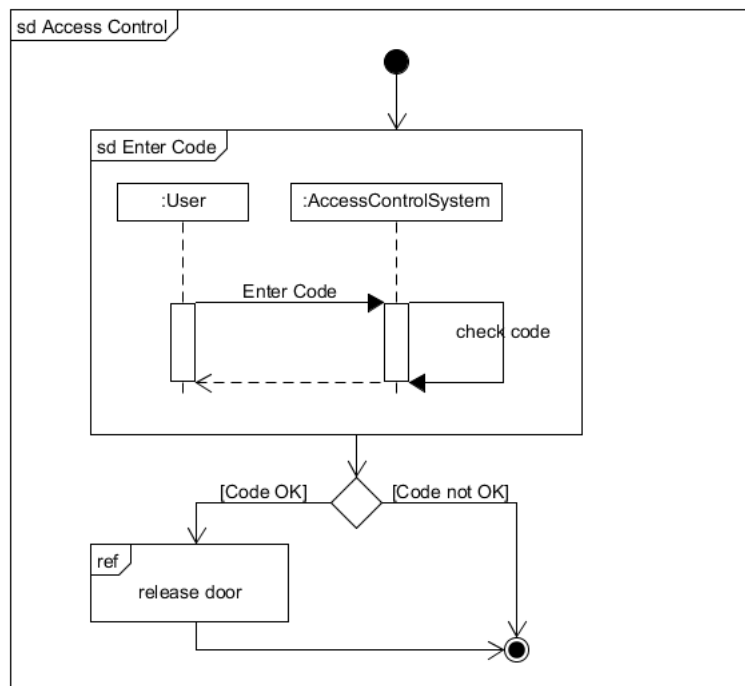 sd Access Control
sd Enter Code
:User
:AccessControlSystem
Enter Code
check code
[Code OK]
[Code not OK]
ref
release door